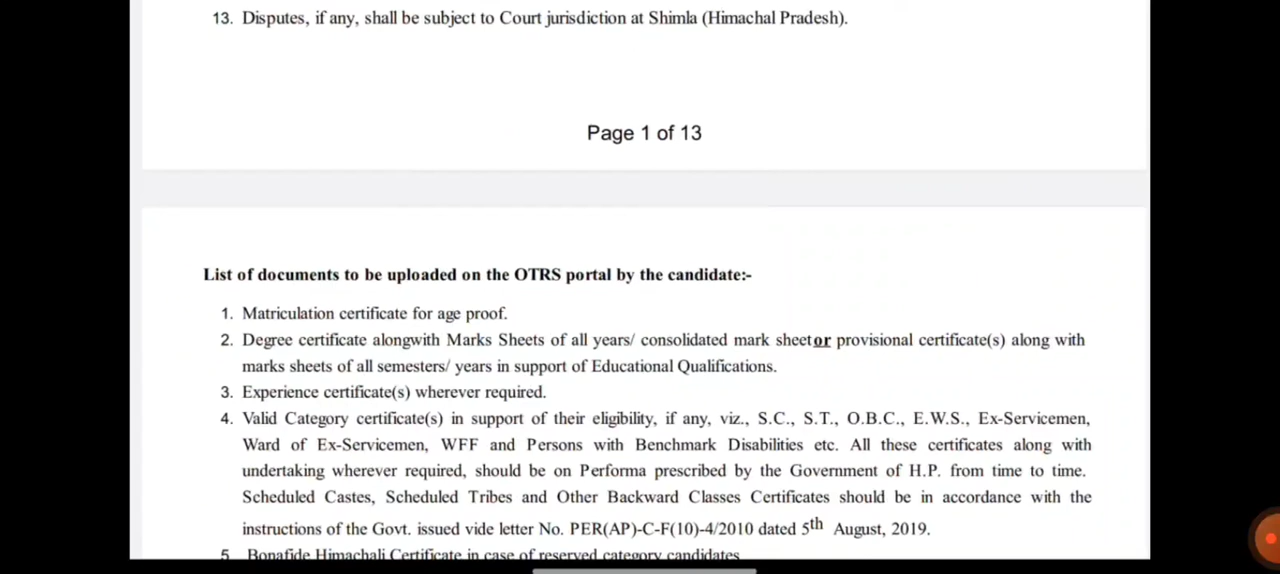 13. Disputes, if any, shall be subject to Court jurisdiction at Shimla (Himachal Pradesh).
Page 1 of 13
List of documents to be uploaded on the OTRS portal by the candidate:-
1. Matriculation certificate for age proof.
2. Degree certificate alongwith Marks Sheets of all years/ consolidated mark sheetor provisional certificate(s) along with
marks sheets of all semesters/ years in support of Educational Qualifications.
3. Experience certificate(s) wherever required.
4. Valid Category certificate(s) in support of their eligibility, if any, viz., S.C., S.T., O.B.C., E.W.S., Ex-Servicemen,
Ward of Ex-Servicemen, WFF and Persons with Benchmark Disabilities etc. All these certificates along with
undertaking wherever required, should be on Performa prescribed by the Government of H.P. from time to time.
Scheduled Castes, Scheduled Tribes and Other Backward Classes Certificates should be in accordance with the
instructions of the Govt. issued vide letter No. PER(AP)-C-F(10)-4/2010 dated 5th August, 2019.
5. Bonafide Himachali Certificate in case of reserved category candidates